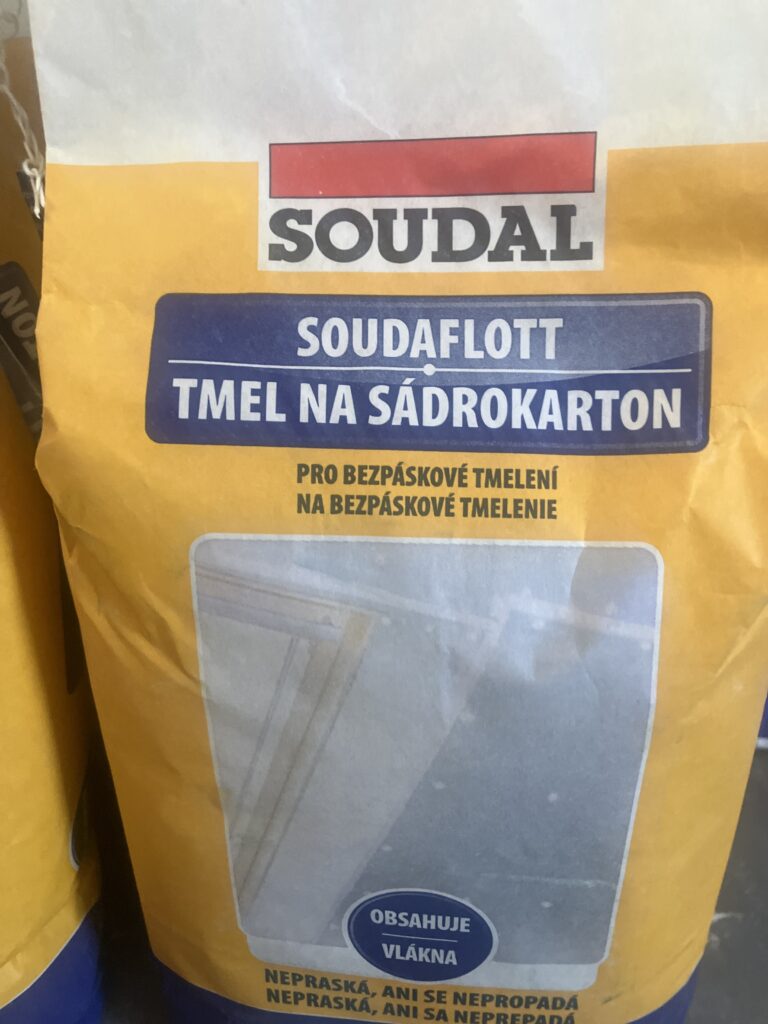 SOUDAL
SOUDAFLOTT
TMEL NA SÁDROKARTON
PRO BEZPÁSKOVÉ TMELENÍ
NA BEZPÁSKOVÉ TMELENIE
OBSAHUJE
VLÁKNA
NEPRASKÁ, ANI SE NEPROPADÁ
NEPRASKÁ, ANI SA NEPREPADÁ